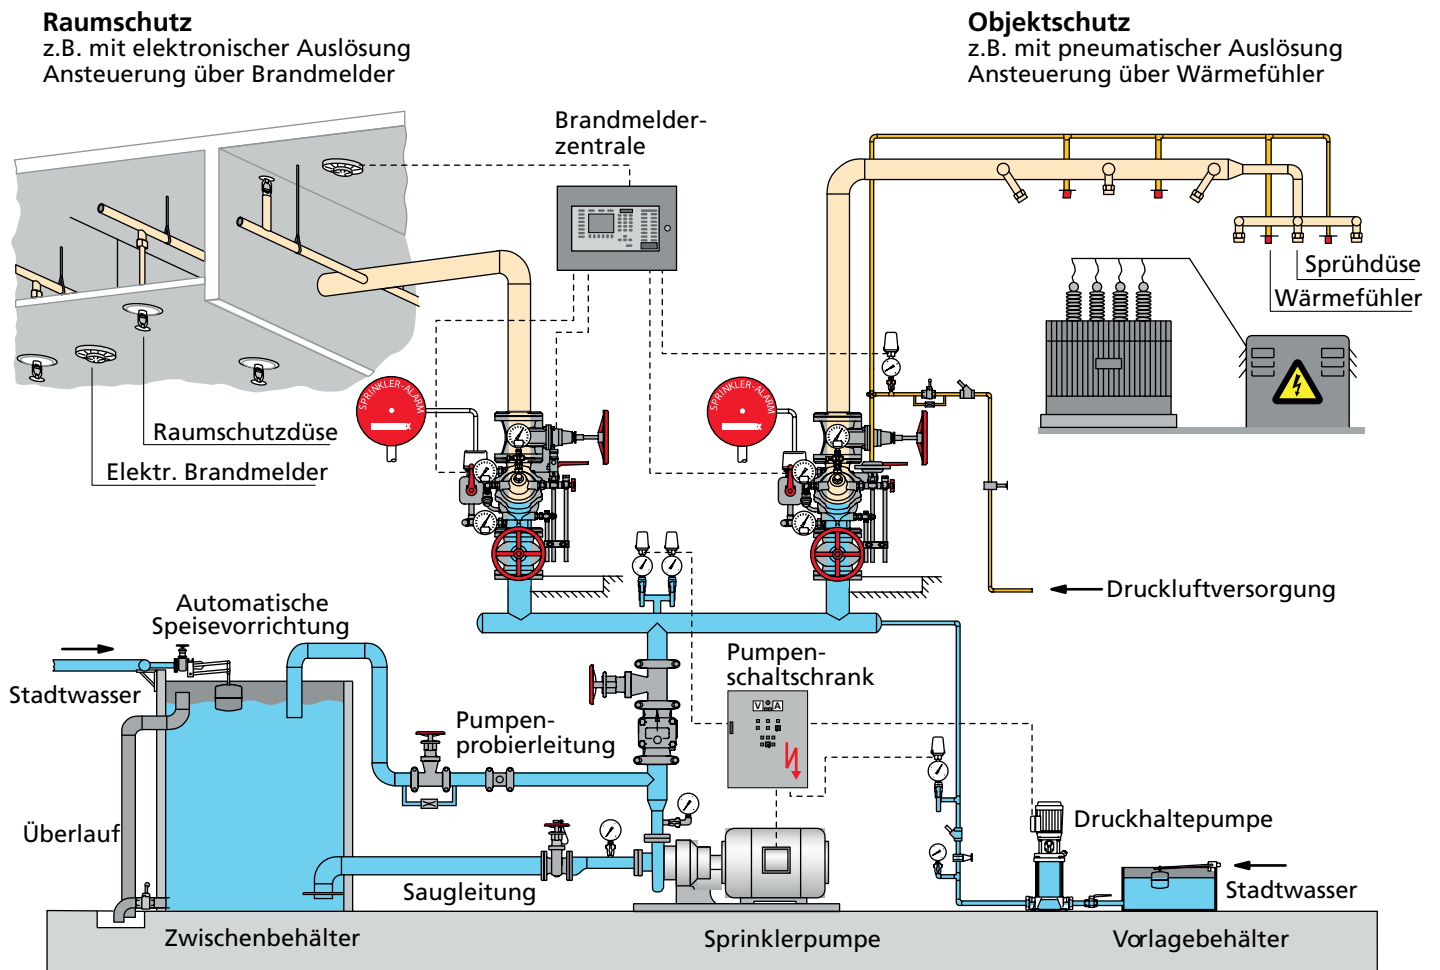 Raumschutz
z.B. mit elektronischer Auslösung
Ansteuerung über Brandmelder
Objektschutz
z.B. mit pneumatischer Auslösung
Ansteuerung über Wärmefühler
Brandmelder-
zentrale
Sprühdüse
Wärmefühler
SPRINKLER-ALARM
SPRINKLER-ALARM
Raumschutzdüse
Elektr. Brandmelder
Druckluftversorgung
Automatische
Speisevorrichtung
Stadtwasser
Pumpen-
schaltschrank
V A
Pumpen-
probierleitung
Überlauf
Druckhaltepumpe
Saugleitung
Stadtwasser
Zwischenbehälter
Sprinklerpumpe
Vorlagebehälter